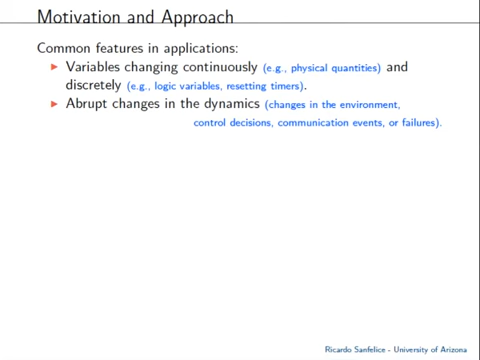 Motivation and Approach
Common features in applications:
▶ Variables changing continuously (e.g., physical quantities) and
discretely (e.g., logic variables, resetting timers).
▶ Abrupt changes in the dynamics (changes in the environment,
control decisions, communication events, or failures).
Ricardo Sanfelice - University of Arizona